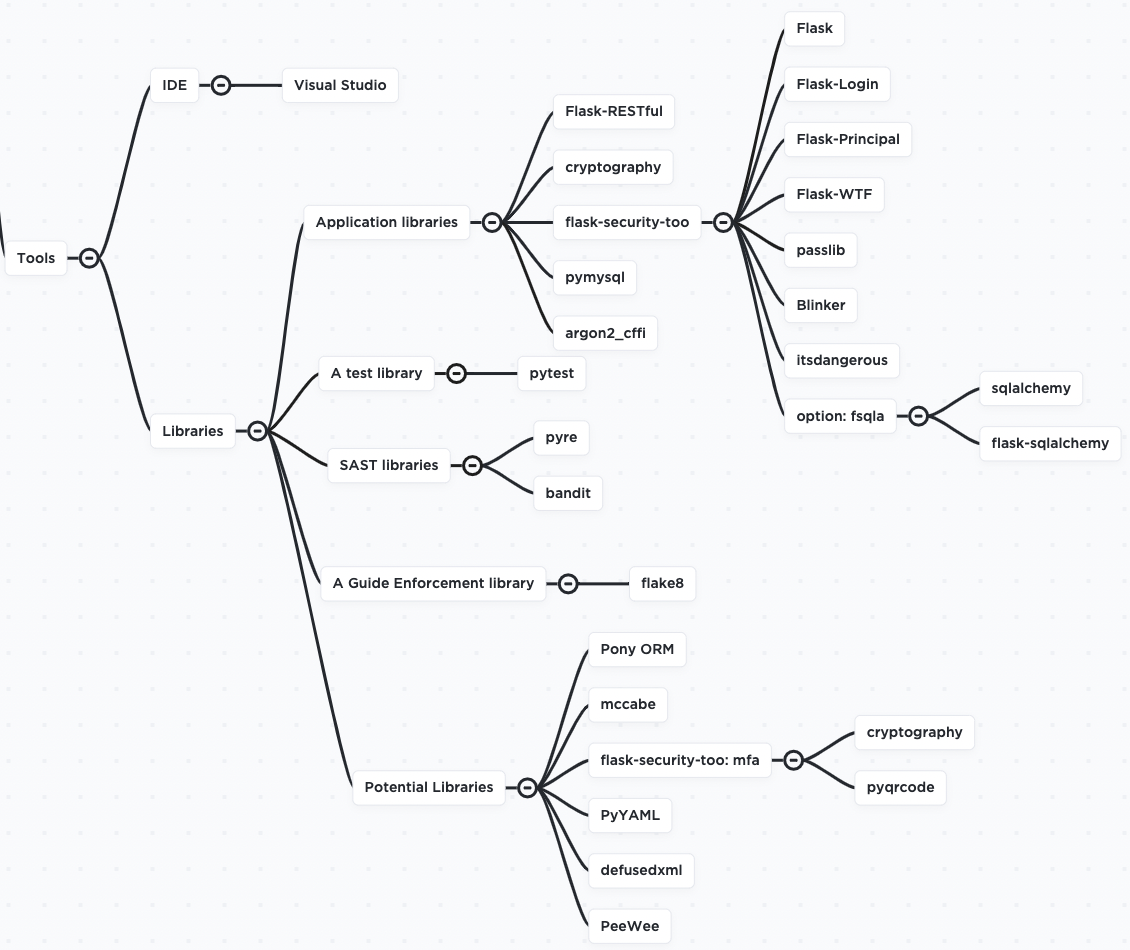 Tools
IDE
Visual Studio
Libraries
Application libraries
Flask-RESTful
cryptography
flask-security-too
Flask
Flask-Login
Flask-Principal
Flask-WTF
passlib
Blinker
itsdangerous
option: fsqla
sqlalchemy
flask-sqlalchemy
pymysql
argon2_cffi
A test library
pytest
SAST libraries
pyre
bandit
A Guide Enforcement library
flake8
Potential Libraries
Pony ORM
mccabe
flask-security-too: mfa
cryptography
pyqrcode
PyYAML
defusedxml
PeeWee